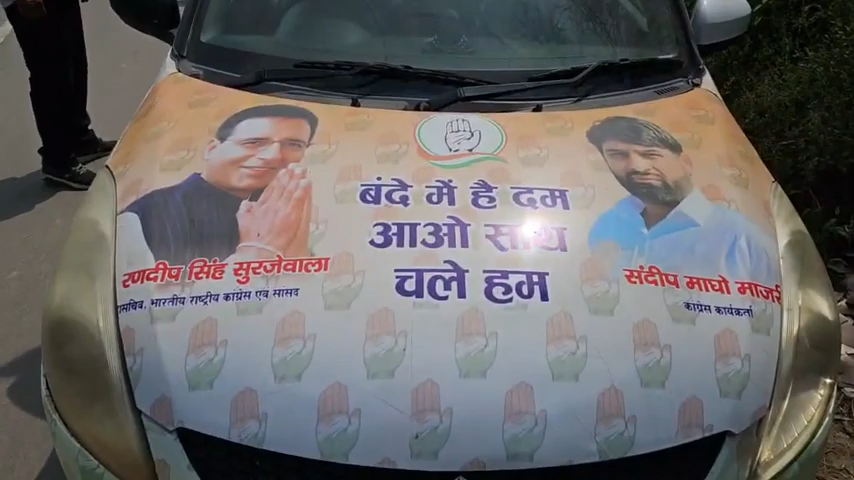 बंदे में है दम
आओ साथ
चले हम
रणदीप सिंह सुरजेवाला
भारतीय राष्ट्रीय कांग्रेस एवं सांसद
संदीप माघो माजरी
कांग्रेस कार्यकर्ता